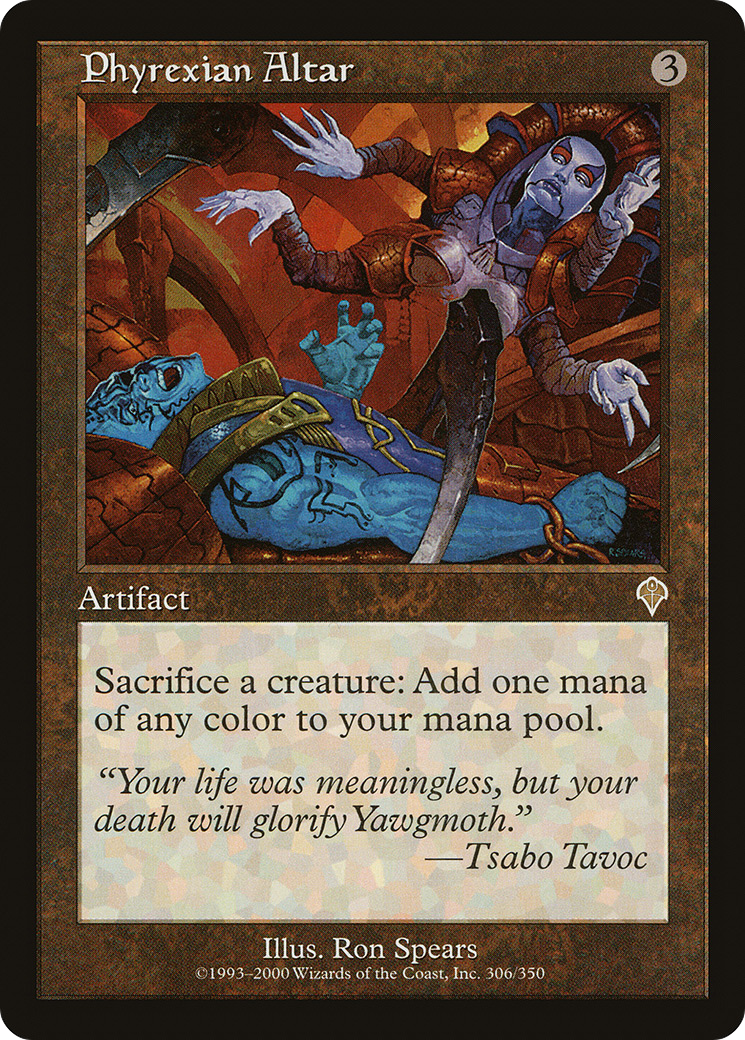 Phyrexian Altar
3
R. SPEARS
Artifact
Sacrifice a creature: Add one mana
of any color to your mana pool.
“Your life was meaningless, but your
death will glorify Yawgmoth.”
—Tsabo Tavoc
Illus. Ron Spears
©1993–2000 Wizards of the Coast, Inc. 306/350